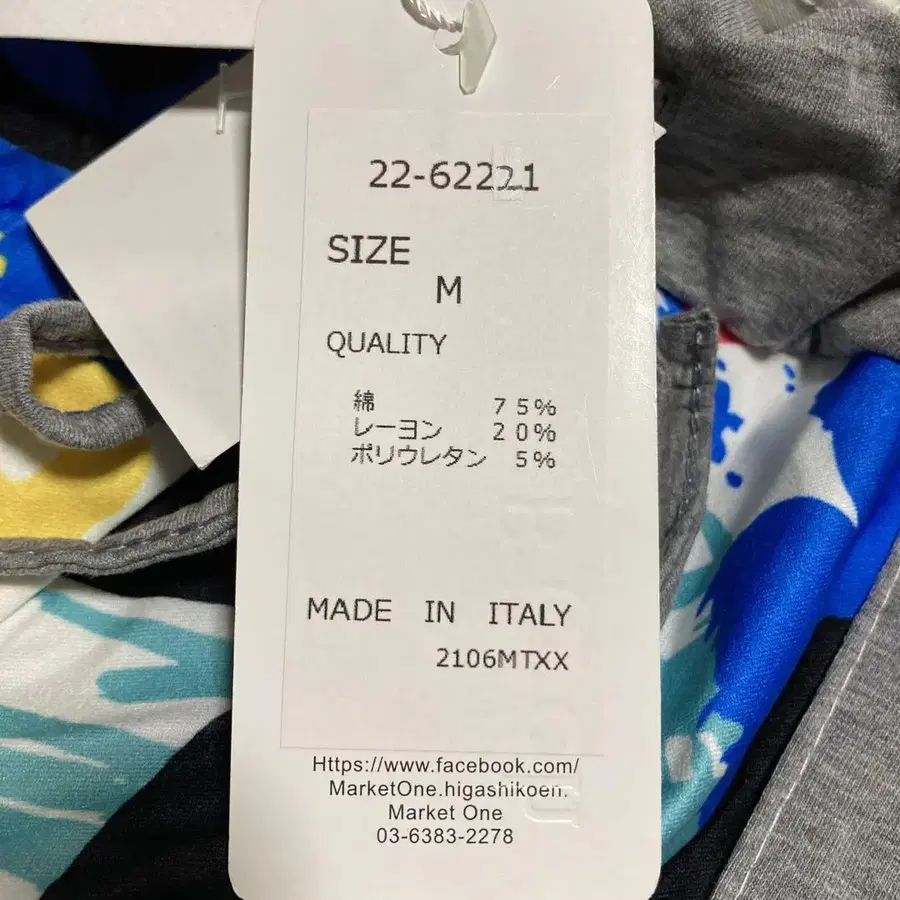 22-62221
SIZE
M
QUALITY
綿 75%
レーヨン 20%
ポリウレタン 5%
MADE IN ITALY
2106MTXX
Https://www.facebook.com/
MarketOne.higashikoen.
Market One
03-6383-2278